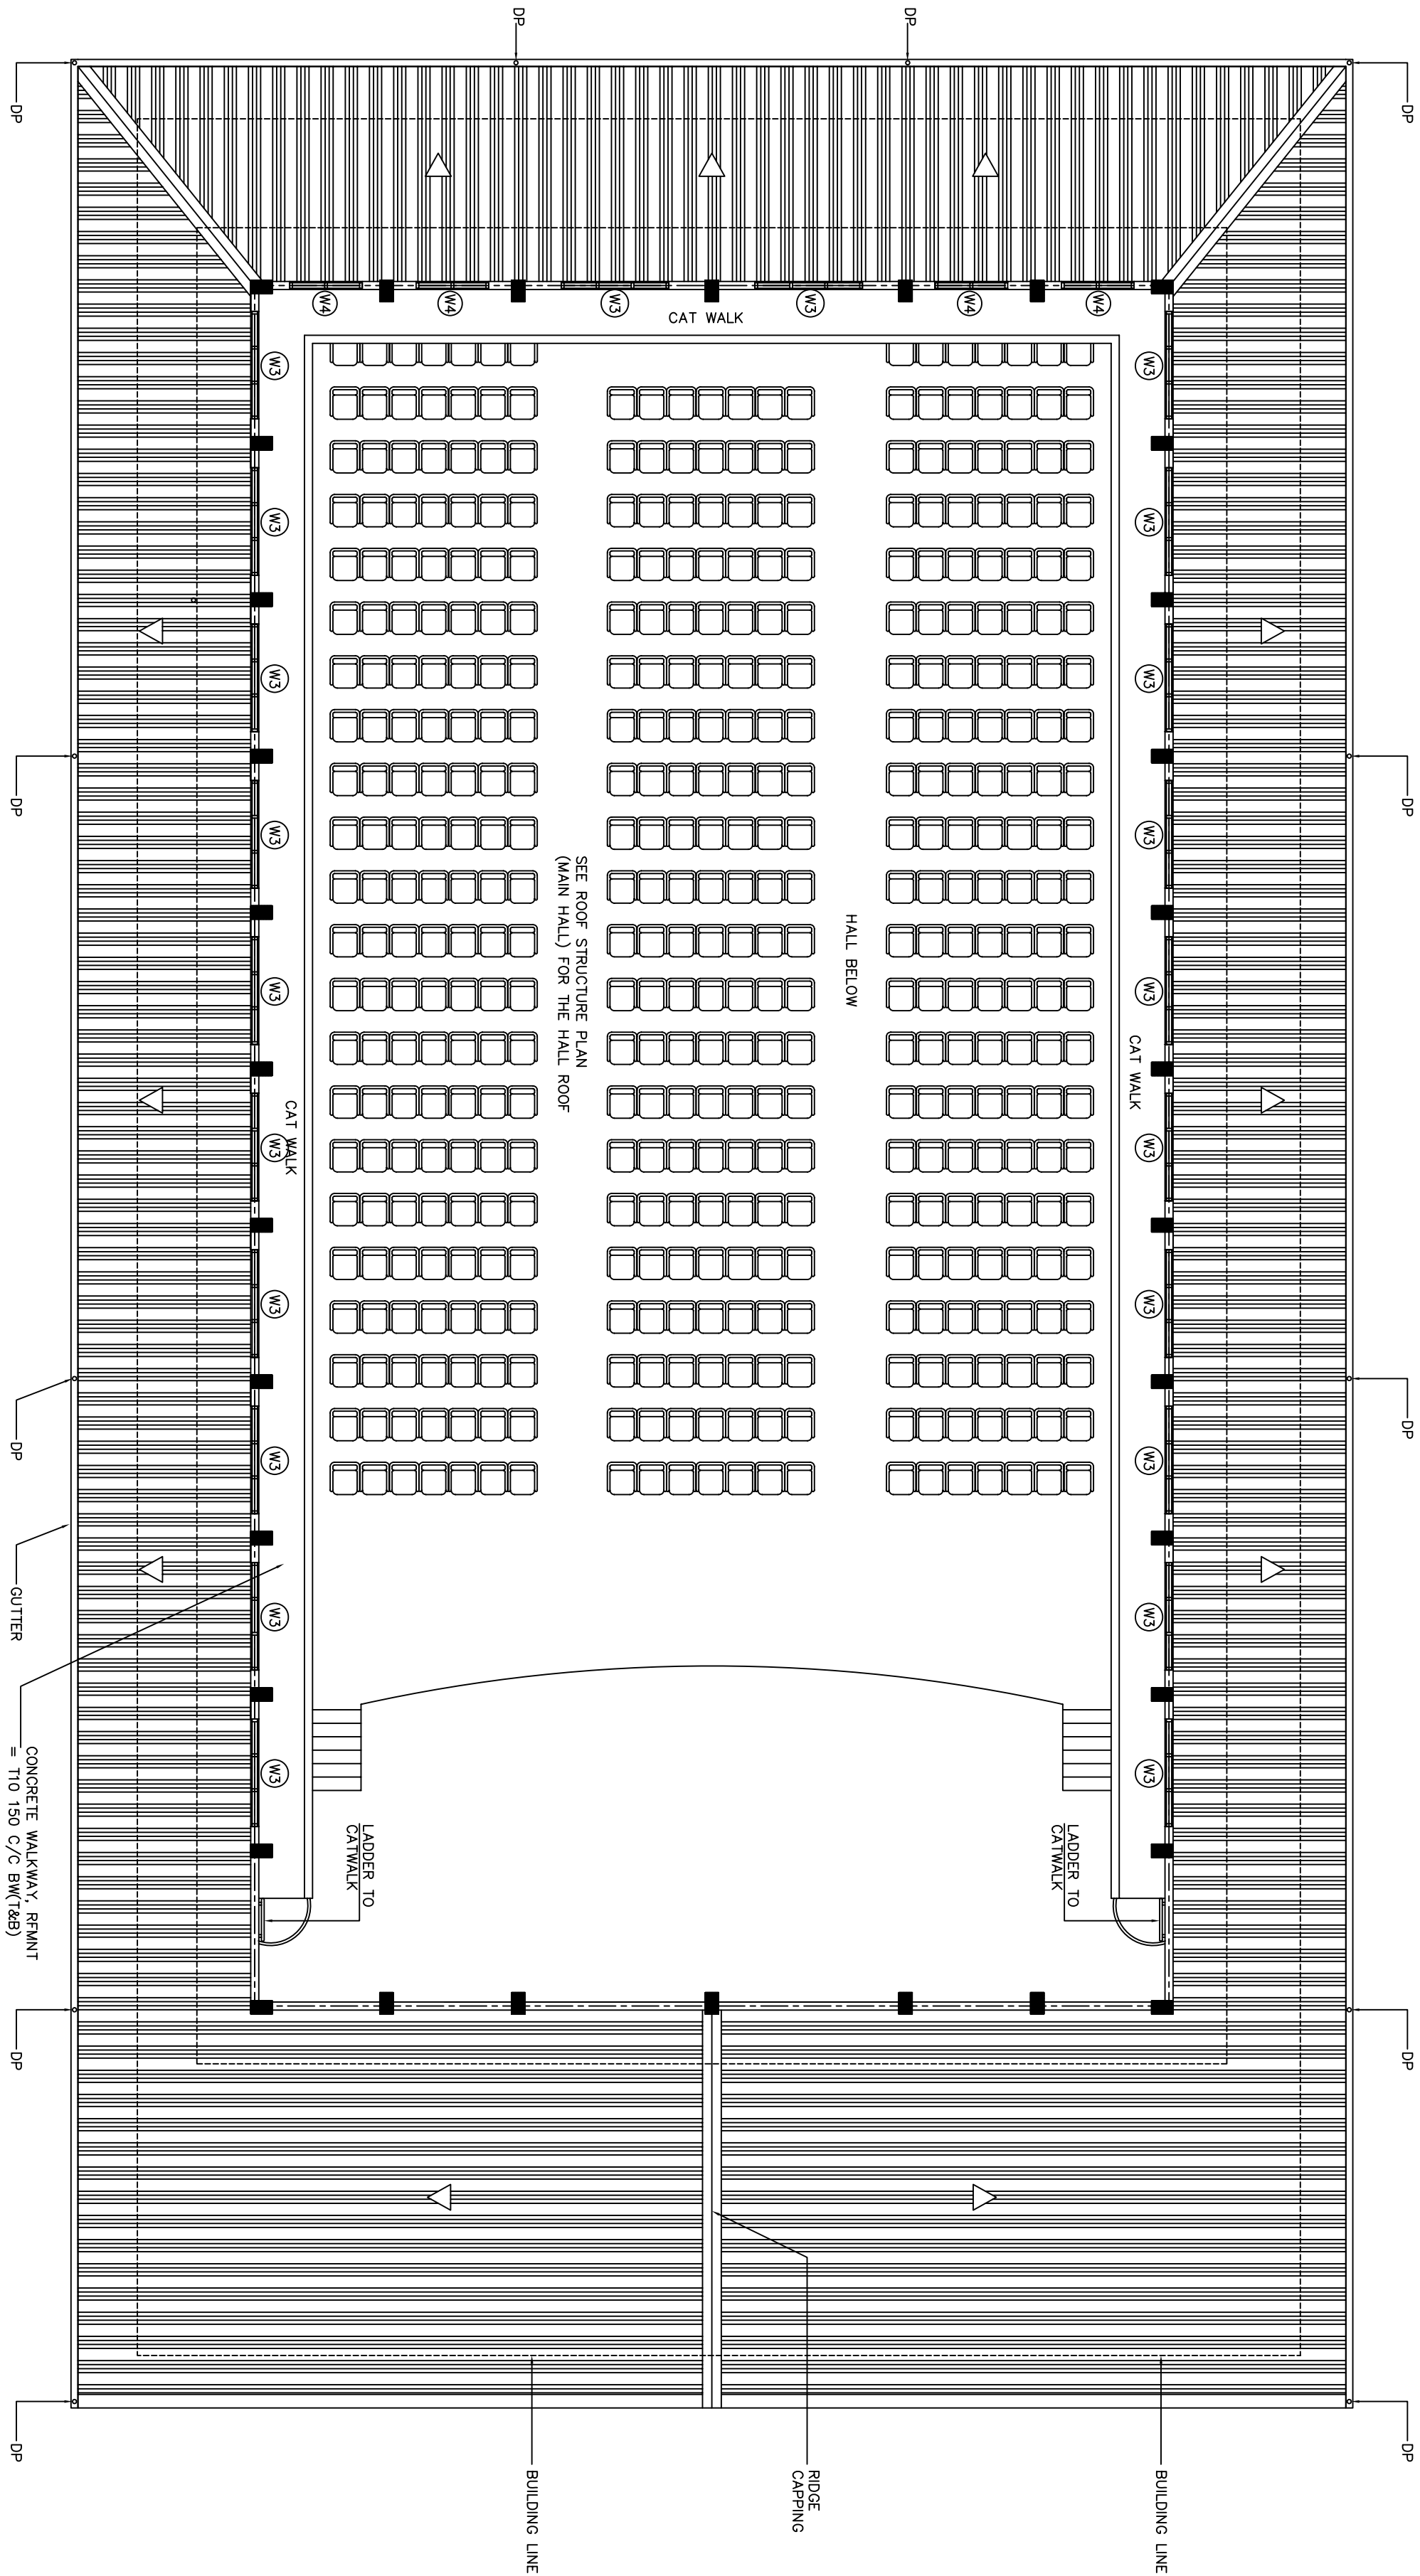 DP
DP
DP
DP
W4
W4
W3
W3
W4
W4
CAT WALK
W3
W3
W3
W3
W3
W3
DP
DP
W3
W3
SEE ROOF STRUCTURE PLAN
(MAIN HALL) FOR THE HALL ROOF
HALL BELOW
W3
W3
CAT WALK
CAT WALK
W3
W3
W3
W3
DP
DP
W3
W3
GUTTER
W3
W3
CONCRETE WALKWAY, RFMNT
= T10 150 C/C BW(T&B)
W3
W3
LADDER TO
CATWALK
LADDER TO
CATWALK
DP
DP
DP
DP
BUILDING LINE
RIDGE
CAPPING
BUILDING LINE